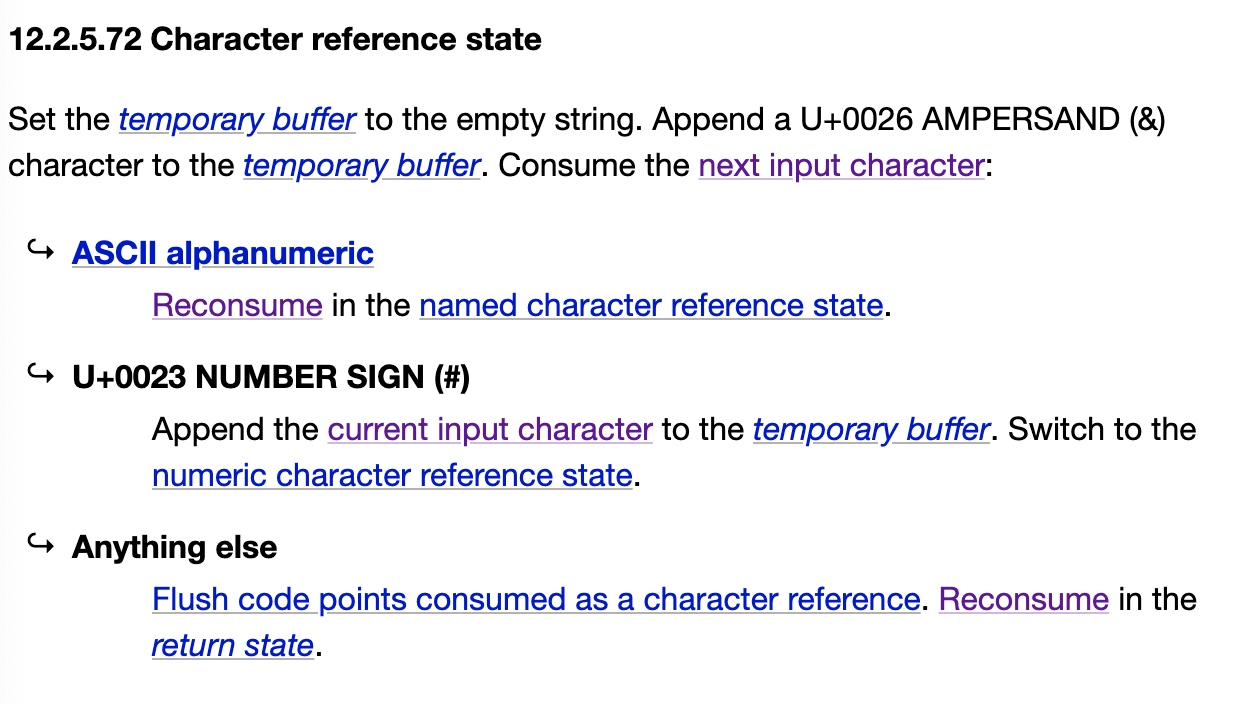 12.2.5.72 Character reference state
Set the temporary buffer to the empty string. Append a U+0026 AMPERSAND (&)
character to the temporary buffer. Consume the next input character:
↪ ASCII alphanumeric
Reconsume in the named character reference state.
↪ U+0023 NUMBER SIGN (#)
Append the current input character to the temporary buffer. Switch to the
numeric character reference state.
↪ Anything else
Flush code points consumed as a character reference. Reconsume in the
return state.